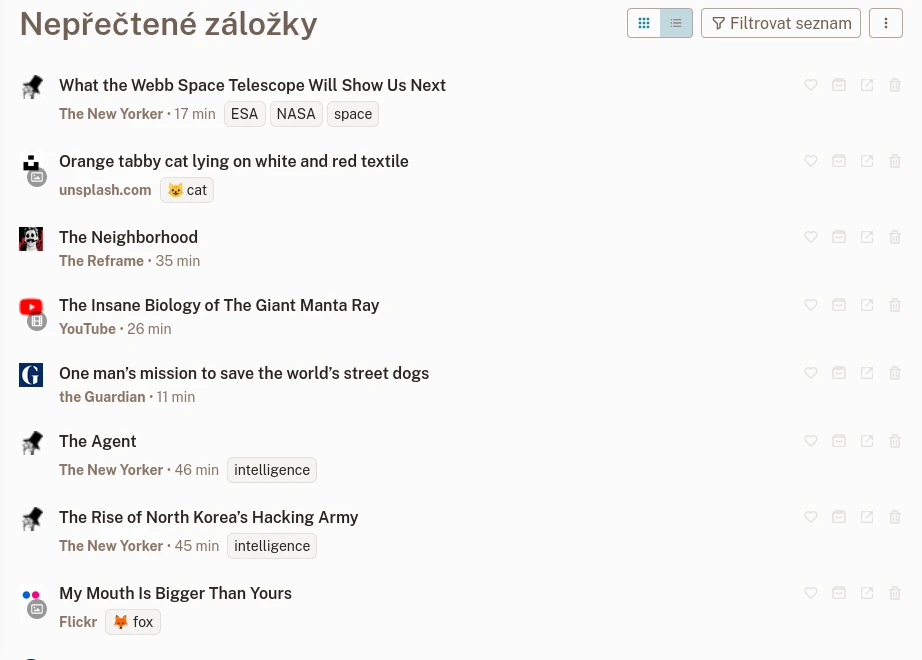 Nepřečtené záložky
Filtrovat seznam
What the Webb Space Telescope Will Show Us Next
The New Yorker • 17 min ESA NASA space
Orange tabby cat lying on white and red textile
unsplash.com 😺 cat
The Neighborhood
The Reframe • 35 min
The Insane Biology of The Giant Manta Ray
YouTube • 26 min
One man’s mission to save the world’s street dogs
the Guardian • 11 min
The Agent
The New Yorker • 46 min intelligence
The Rise of North Korea’s Hacking Army
The New Yorker • 45 min intelligence
My Mouth Is Bigger Than Yours
Flickr 🦊 fox